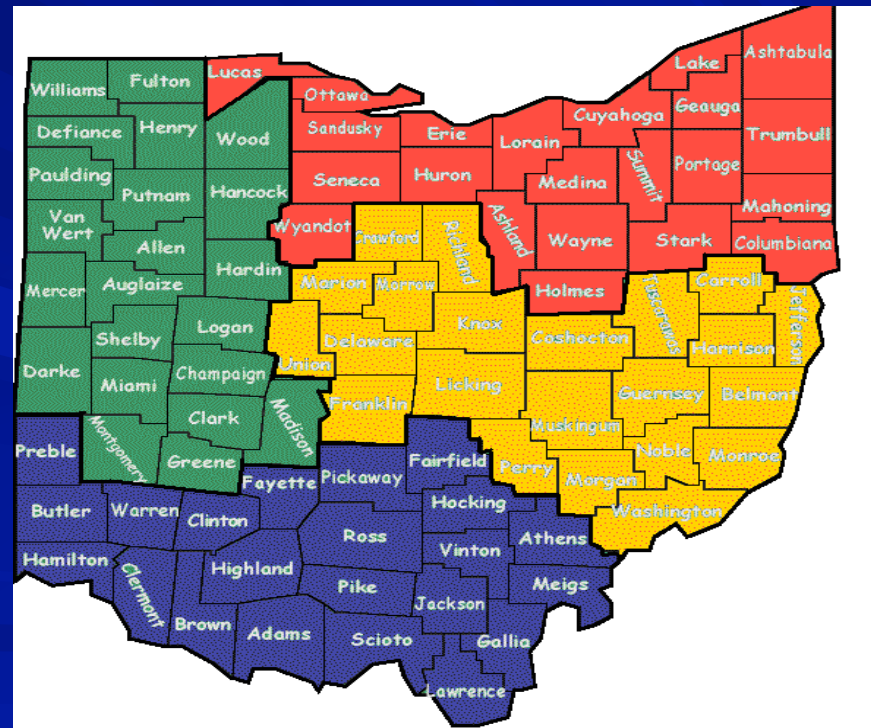 Williams
Fulton
Lucas
Defiance
Henry
Wood
Ottawa
Sandusky
Erie
Lorain
Cuyahoga
Lake
Geauga
Ashtabula
Trumbull
Paulding
Putnam
Hancock
Seneca
Huron
Medina
Summit
Portage
Mahoning
Van
Wert
Allen
Hardin
Wyandot
Crawford
Richland
Ashland
Wayne
Stark
Columbiana
Mercer
Auglaize
Marion
Morrow
Holmes
Tuscarawas
Carroll
Jefferson
Shelby
Logan
Union
Delaware
Knox
Coshocton
Harrison
Darke
Miami
Champaign
Clark
Madison
Franklin
Licking
Muskingum
Guernsey
Belmont
Preble
Montgomery
Greene
Fayette
Pickaway
Fairfield
Perry
Morgan
Noble
Monroe
Washington
Butler
Warren
Clinton
Ross
Hocking
Athens
Hamilton
Clermont
Highland
Pike
Vinton
Meigs
Brown
Adams
Scioto
Jackson
Gallia
Lawrence